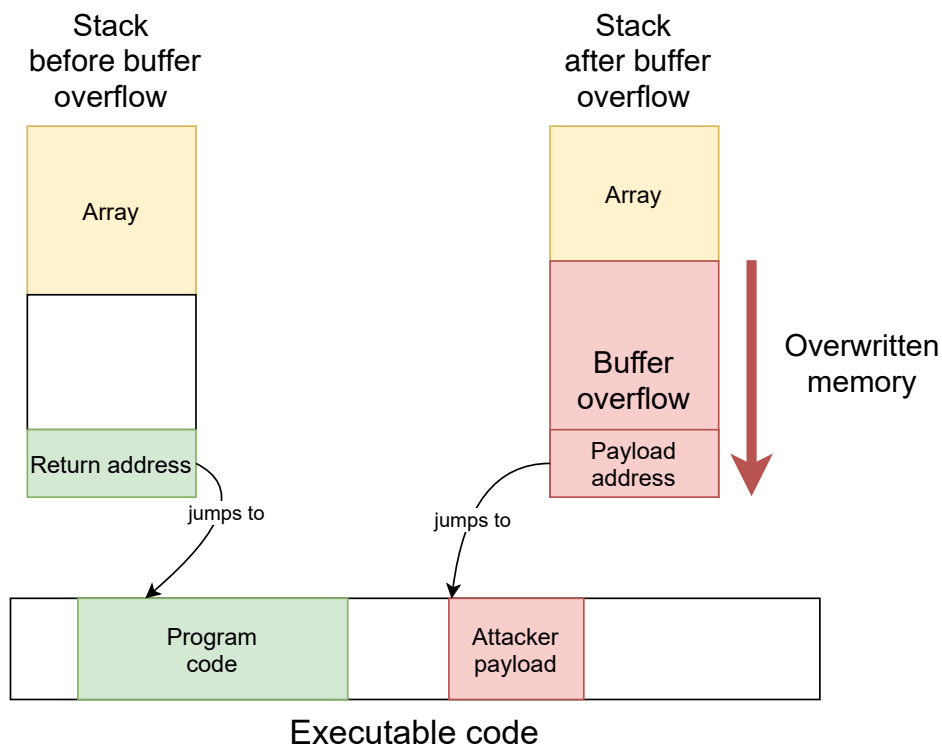 Stack
before buffer
overflow
Stack
after buffer
overflow
Array
Array
Buffer
overflow
Overwritten
memory
Return address
Payload
address
jumps to
jumps to
Program
code
Attacker
payload
Executable code